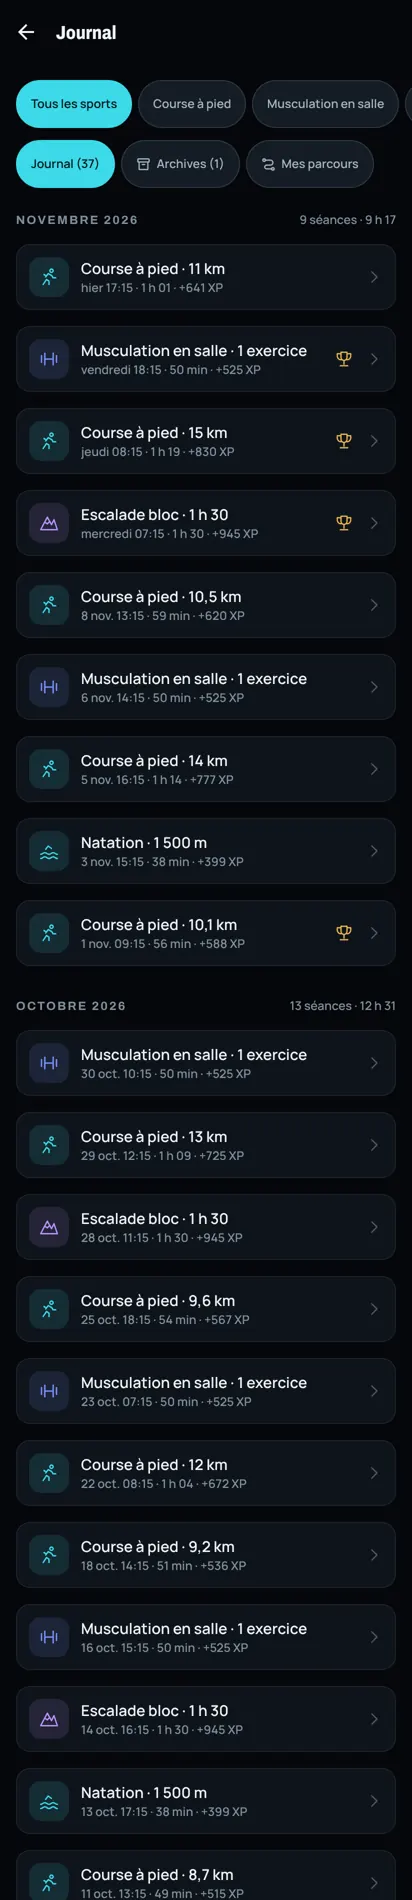 Journal
Tous les sports
Course à pied
Musculation en salle
Journal (37)
Archives (1)
Mes parcours
NOVEMBRE 2026
9 séances · 9 h 17
Course à pied · 11 km
hier 17:15 · 1 h 01 · +641 XP
Musculation en salle · 1 exercice
vendredi 18:15 · 50 min · +525 XP
Course à pied · 15 km
jeudi 08:15 · 1 h 19 · +830 XP
Escalade bloc · 1 h 30
mercredi 07:15 · 1 h 30 · +945 XP
Course à pied · 10,5 km
8 nov. 13:15 · 59 min · +620 XP
Musculation en salle · 1 exercice
6 nov. 14:15 · 50 min · +525 XP
Course à pied · 14 km
5 nov. 16:15 · 1 h 14 · +777 XP
Natation · 1 500 m
3 nov. 15:15 · 38 min · +399 XP
Course à pied · 10,1 km
1 nov. 09:15 · 56 min · +588 XP
OCTOBRE 2026
13 séances · 12 h 31
Musculation en salle · 1 exercice
30 oct. 10:15 · 50 min · +525 XP
Course à pied · 13 km
29 oct. 12:15 · 1 h 09 · +725 XP
Escalade bloc · 1 h 30
28 oct. 11:15 · 1 h 30 · +945 XP
Course à pied · 9,6 km
25 oct. 18:15 · 54 min · +567 XP
Musculation en salle · 1 exercice
23 oct. 07:15 · 50 min · +525 XP
Course à pied · 12 km
22 oct. 08:15 · 1 h 04 · +672 XP
Course à pied · 9,2 km
18 oct. 14:15 · 51 min · +536 XP
Musculation en salle · 1 exercice
16 oct. 15:15 · 50 min · +525 XP
Escalade bloc · 1 h 30
14 oct. 16:15 · 1 h 30 · +945 XP
Natation · 1 500 m
13 oct. 17:15 · 38 min · +399 XP
Course à pied · 8,7 km
11 oct. 13:15 · 49 min · +515 XP